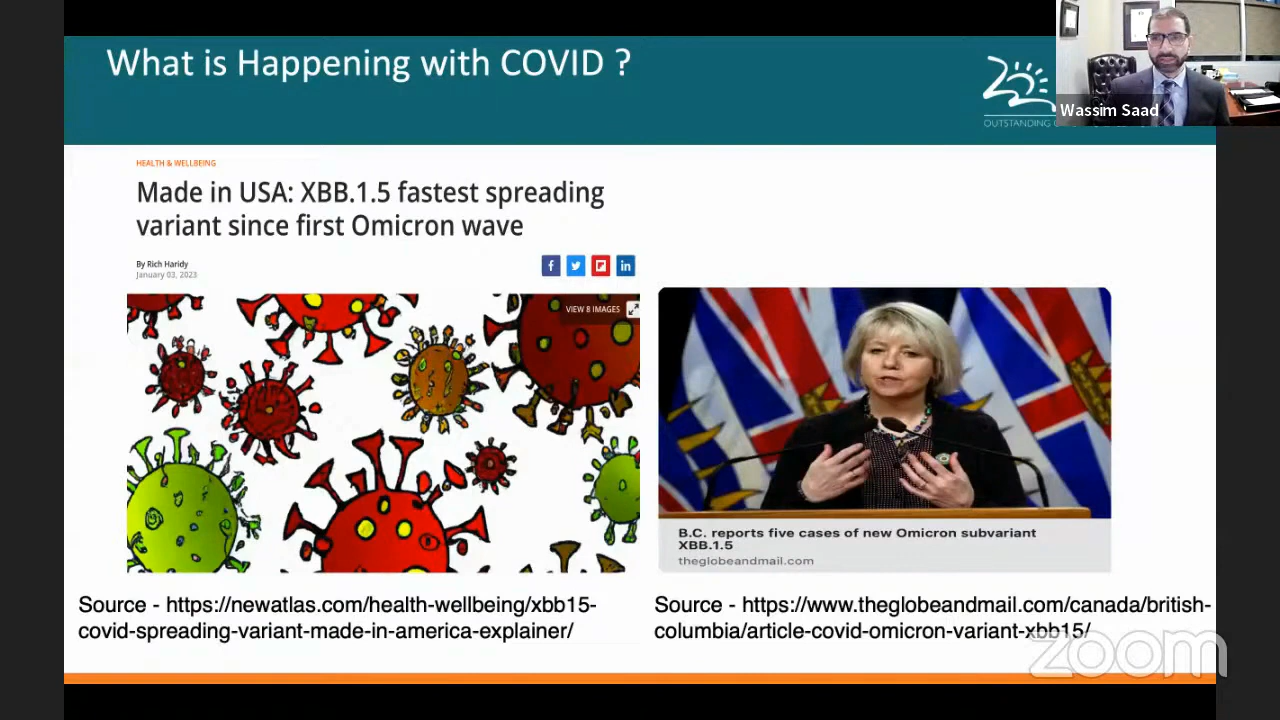 What is Happening with COVID ?
OUTSTANDING
Wassim Saad
HEALTH & WELLBEING
Made in USA: XBB.1.5 fastest spreading
variant since first Omicron wave
By Rich Haridy
January 03, 2023
VIEW 8 IMAGES
B.C. reports five cases of new Omicron subvariant
XBB.1.5
theglobeandmail.com
Source - https://newatlas.com/health-wellbeing/xbb15-
covid-spreading-variant-made-in-america-explainer/
Source - https://www.theglobeandmail.com/canada/british-
columbia/article-covid-omicron-variant-xbb15/
zoom